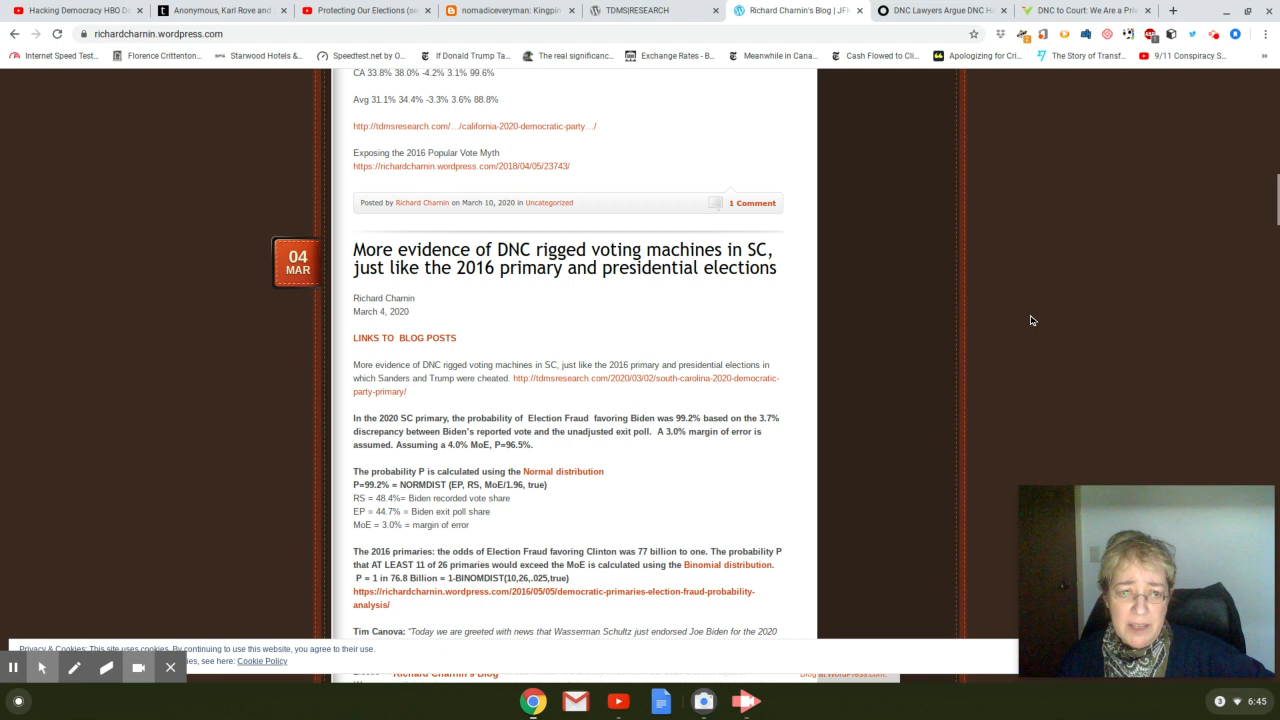 Hacking Democracy HBO Do
Anonymous, Karl Rove and
Protecting Our Elections (se
nomadiceveryman: Kingpin
TDMS|RESEARCH
Richard Charnin's Blog | JFK
DNC Lawyers Argue DNC Ha
DNC to Court: We Are a Priv
richardcharnin.wordpress.com
Internet Speed Test...
Florence Crittenton...
Starwood Hotels &...
Speedtest.net by O...
If Donald Trump Ta...
The real significanc...
Exchange Rates - B...
Meanwhile in Cana...
Cash Flowed to Cli...
Apologizing for Cri...
The Story of Transf...
9/11 Conspiracy S...
CA 33.8% 38.0% -4.2% 3.1% 99.6%
Avg 31.1% 34.4% -3.3% 3.6% 88.8%
http://tdmsresearch.com/…/california-2020-democratic-party…/
Exposing the 2016 Popular Vote Myth
https://richardcharnin.wordpress.com/2018/04/05/23743/
Posted by Richard Charnin on March 10, 2020 in Uncategorized
1 Comment
04
MAR
More evidence of DNC rigged voting machines in SC,
just like the 2016 primary and presidential elections
Richard Charnin
March 4, 2020
LINKS TO BLOG POSTS
More evidence of DNC rigged voting machines in SC, just like the 2016 primary and presidential elections in
which Sanders and Trump were cheated. http://tdmsresearch.com/2020/03/02/south-carolina-2020-democratic-
party-primary/
In the 2020 SC primary, the probability of Election Fraud favoring Biden was 99.2% based on the 3.7%
discrepancy between Biden's reported vote and the unadjusted exit poll. A 3.0% margin of error is
assumed. Assuming a 4.0% MoE, P=96.5%.
The probability P is calculated using the Normal distribution
P=99.2% = NORMDIST (EP, RS, MoE/1.96, true)
RS = 48.4%= Biden recorded vote share
EP = 44.7% = Biden exit poll share
MoE = 3.0% = margin of error
The 2016 primaries: the odds of Election Fraud favoring Clinton was 77 billion to one. The probability P
that AT LEAST 11 of 26 primaries would exceed the MoE is calculated using the Binomial distribution.
P = 1 in 76.8 Billion = 1-BINOMDIST(10,26,.025,true)
https://richardcharnin.wordpress.com/2016/05/05/democratic-primaries-election-fraud-probability-
analysis/
Tim Canova: "Today we are greeted with news that Wasserman Schultz just endorsed Joe Biden for the 2020
Privacy & Cookies: This site uses cookies. By continuing to use this website, you agree to their use.
ies, see here: Cookie Policy
Richard Charnin's Blog
Blog at WordPress.com.
3
6:45